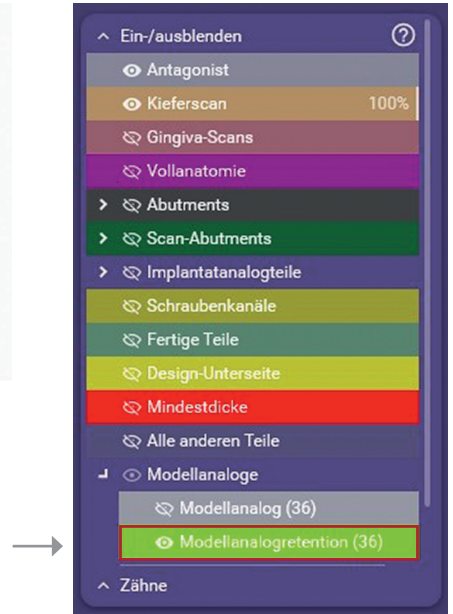 Ein-/ausblenden
Antagonist
Kieferscan 100%
Gingiva-Scans
Vollanatomie
Abutments
Scan-Abutments
Implantatanalogteile
Schraubenkanäle
Fertige Teile
Design-Unterseite
Mindestdicke
Alle anderen Teile
Modellanaloge
Modellanalog (36)
Modellanalogretention (36)
Zähne